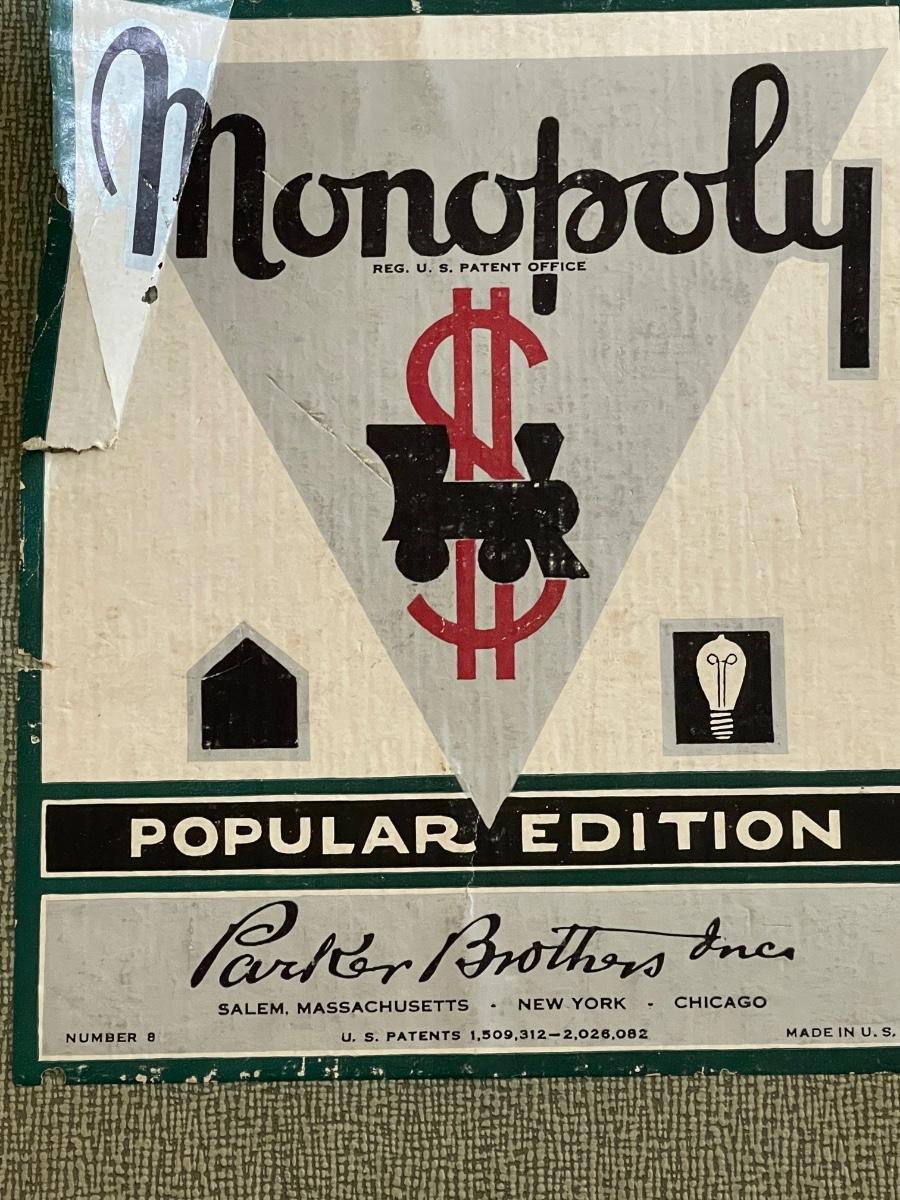 Monopoly
REG. U. S. PATENT OFFICE
POPULAR EDITION
Parker Brothers Inc.
SALEM, MASSACHUSETTS - NEW YORK - CHICAGO
NUMBER 8 U. S. PATENTS 1,509,312—2,026,082 MADE IN U. S.